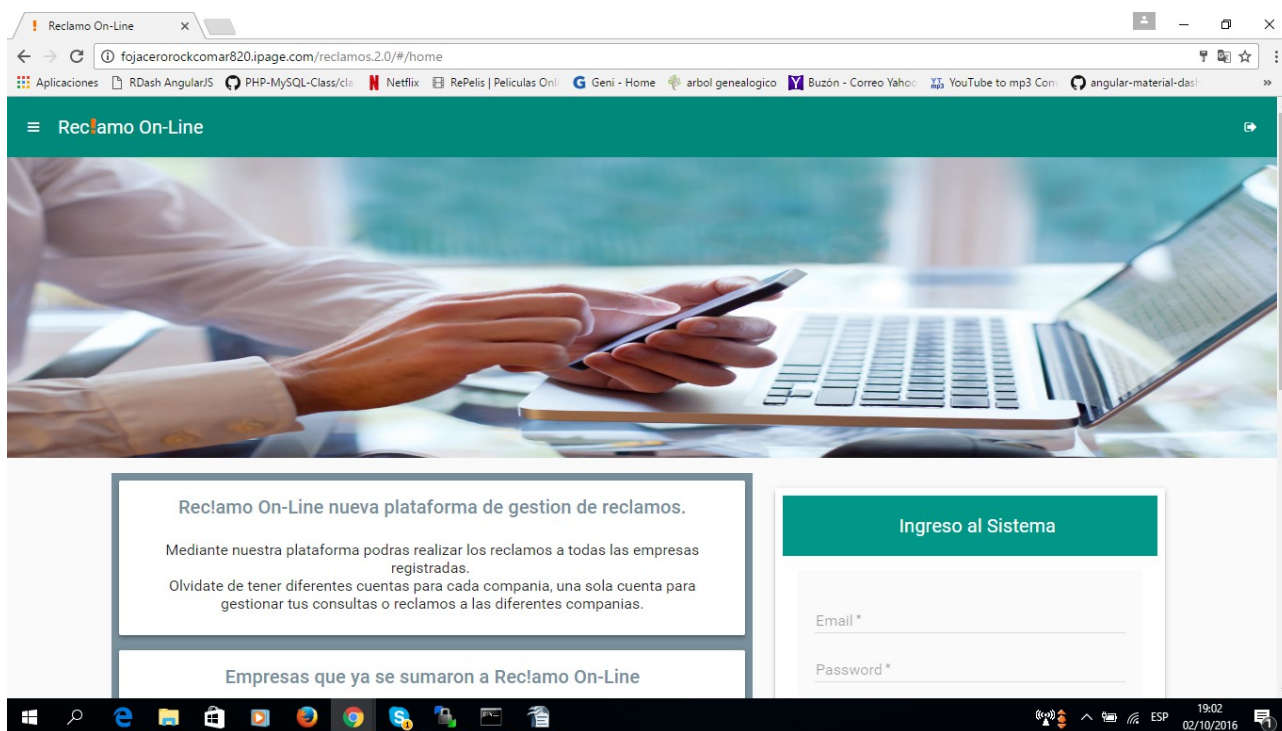 Reclamo On-Line
fojacerorockcomar820.ipage.com/reclamos.2.0/#/home
Aplicaciones RDash AngularJS PHP-MySQL-Class/cla Netflix RePelis | Peliculas Onli Geni - Home arbol genealogico Buzón - Correo Yahoo YouTube to mp3 Con angular-material-dash »
Rec!amo On-Line
Rec!amo On-Line nueva plataforma de gestion de reclamos.
Mediante nuestra plataforma podras realizar los reclamos a todas las empresas
registradas.
Olvidate de tener diferentes cuentas para cada compania, una sola cuenta para
gestionar tus consultas o reclamos a las diferentes companias.
Empresas que ya se sumaron a Rec!amo On-Line
Ingreso al Sistema
Email *
Password *
ESP
19:02
02/10/2016